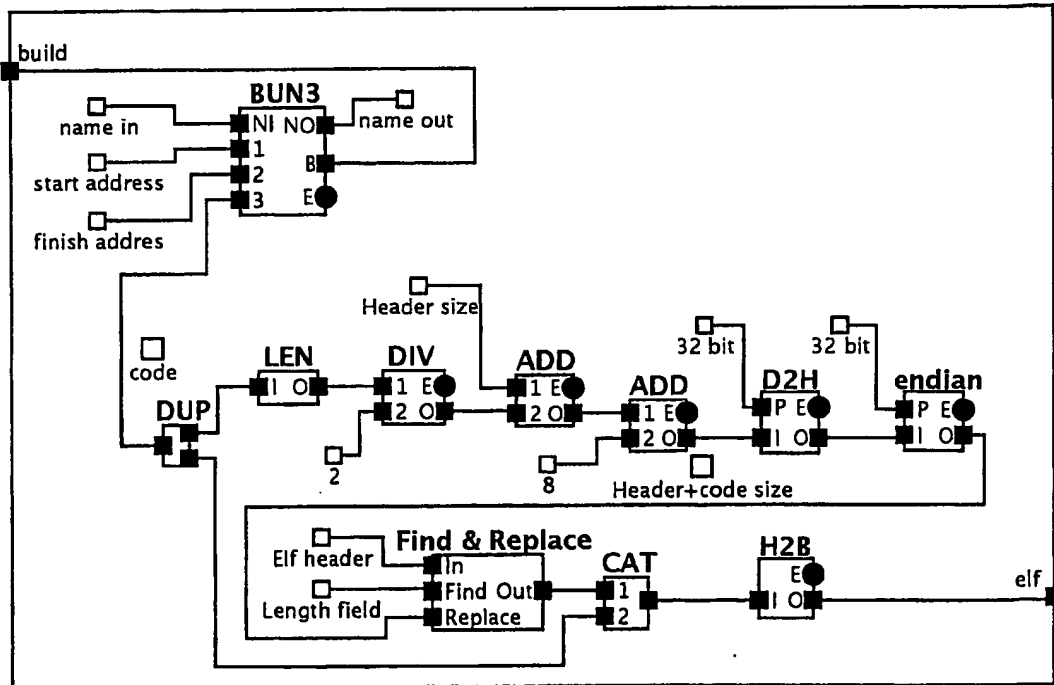 build
BUN3
name in
NI NO
name out
start address
1
B
2
finish addres
3
E
Header size
code
LEN
I O
DIV
1 E
2 O
2
ADD
1 E
2 O
ADD
1 E
2 O
8
32 bit
D2H
P E
I O
32 bit
endian
P E
I O
Header+code size
DUP
Elf header
Length field
Find & Replace
In
Find Out
Replace
CAT
1
2
H2B
E
I O
elf